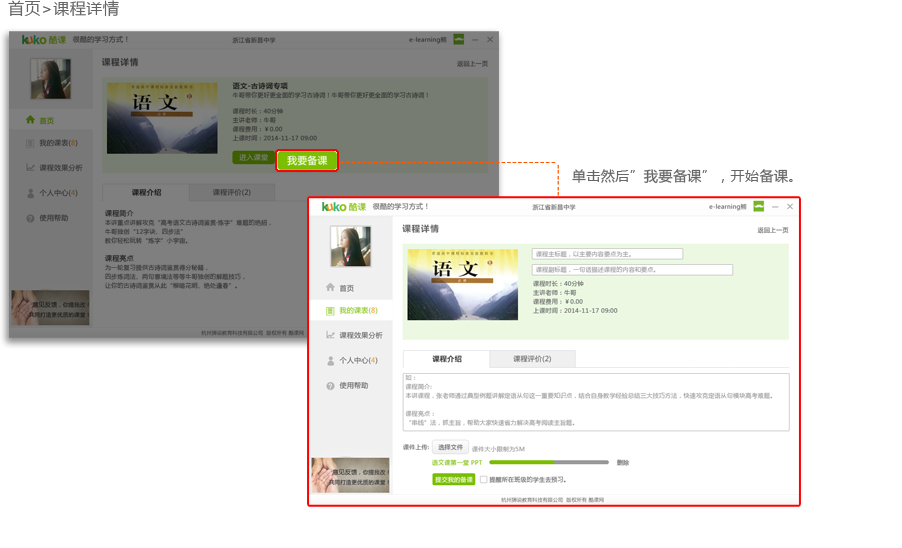 首页>课程详情
kuko 酷课 很酷的学习方式！
浙江省新昌中学
e-learning熊
课程详情
返回上一页
语文
语文-古诗词专项
牛哥带你更好更全面的学习古诗词！牛哥带你更好更全面的学习古诗词！
课程时长：40分钟
主讲老师：牛哥
课程费用：￥0.00
上课时间：2014-11-17 09:00
进入课堂
我要备课
首页
我的课表(8)
课程效果分析
个人中心(4)
使用帮助
课程介绍
课程评价(2)
课程简介
本讲重点讲解攻克“高考语文古诗词鉴赏·炼字”难题的绝招，
牛哥独创“12字诀、四步法”
教你轻松玩转“炼字”小宇宙。
课程亮点
为一轮复习提供古诗词鉴赏得分秘籍，
四步炼词法、同句意境法等等牛哥独创的解题技巧，
让你的古诗词鉴赏从此“柳暗花明、绝处逢春”。
意见反馈，你提我改！
共同打造更优质的课堂！
杭州狮动教育科技有限公司 版权所有 酷课网
单击然后”我要备课”，开始备课。
kuko 酷课 很酷的学习方式！
浙江省新昌中学
e-learning熊
课程详情
返回上一页
语文
课程主标题，以主要内容要点为主。
课程副标题，一句话描述课程的内容和要点。
课程时长：40分钟
主讲老师：牛哥
课程费用：￥0.00
上课时间：2014-11-17 09:00
首页
我的课表(8)
课程效果分析
个人中心(4)
使用帮助
课程介绍
课程评价(2)
如：
课程简介:
本讲课程，张老师通过典型例题讲解定语从句这一重要知识点，结合自身教学经验总结三大技巧方法，快速攻克定语从句模块高考难题。
课程亮点：
“串线”法，抓主旨，帮助大家快速省力解决高考阅读主旨题。
课件上传:
选择文件
课件大小限制为5M
语文课第一堂.PPT
删除
提交我的备课
提醒所在班级的学生去预习。
意见反馈，你提我改！
共同打造更优质的课堂！
杭州狮动教育科技有限公司 版权所有 酷课网